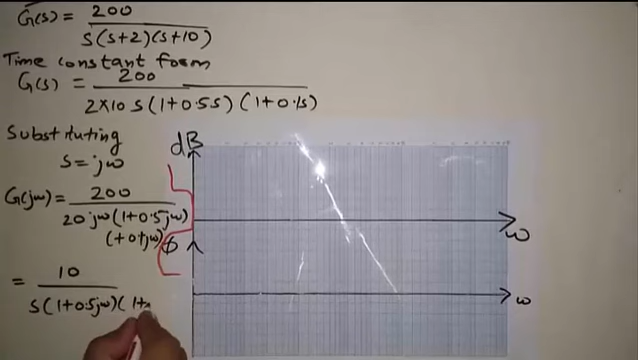 G(s) = 200
s(s+2)(s+10)
Time constant form
G(s) = 200
2×10 s(1+0.5s)(1+0.1s)
Substituting
s=jω
G(jω) = 200
20jω(1+0.5jω)
(1+0.1jω)
= 10
s(1+0.5jω)(1+
dB
ω
ϕ
ω